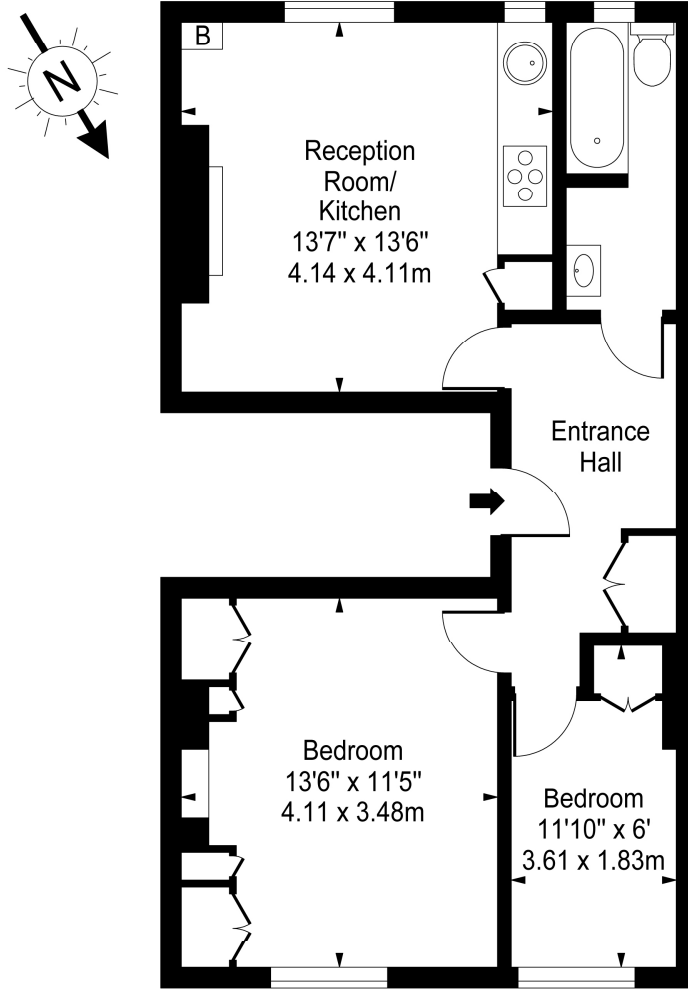 N
B
Reception
Room/
Kitchen
13'7" x 13'6"
4.14 x 4.11m
Entrance
Hall
Bedroom
13'6" x 11'5"
4.11 x 3.48m
Bedroom
11'10" x 6'
3.61 x 1.83m